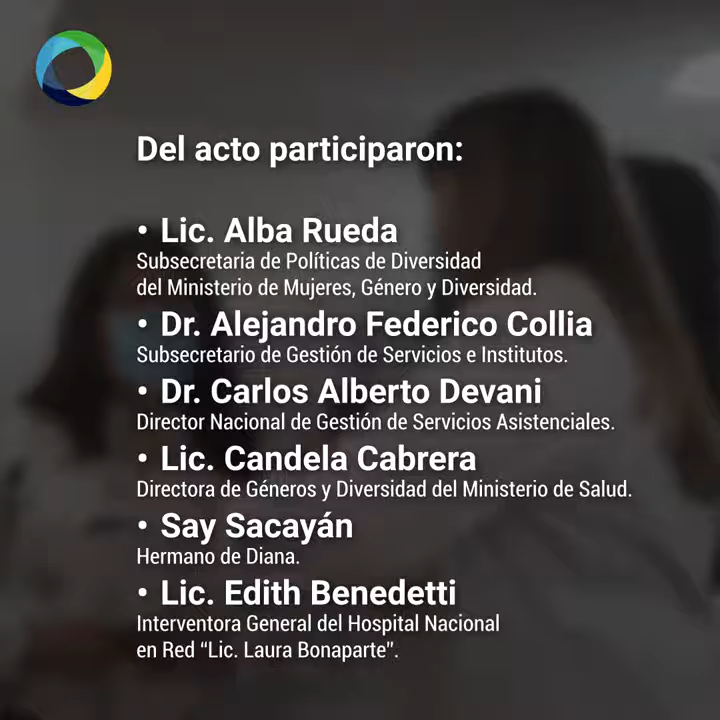 Del acto participaron:
• Lic. Alba Rueda
Subsecretaria de Políticas de Diversidad
del Ministerio de Mujeres, Género y Diversidad.
• Dr. Alejandro Federico Collia
Subsecretario de Gestión de Servicios e Institutos.
• Dr. Carlos Alberto Devani
Director Nacional de Gestión de Servicios Asistenciales.
• Lic. Candela Cabrera
Directora de Géneros y Diversidad del Ministerio de Salud.
• Say Sacayán
Hermano de Diana.
• Lic. Edith Benedetti
Interventora General del Hospital Nacional
en Red “Lic. Laura Bonaparte”.